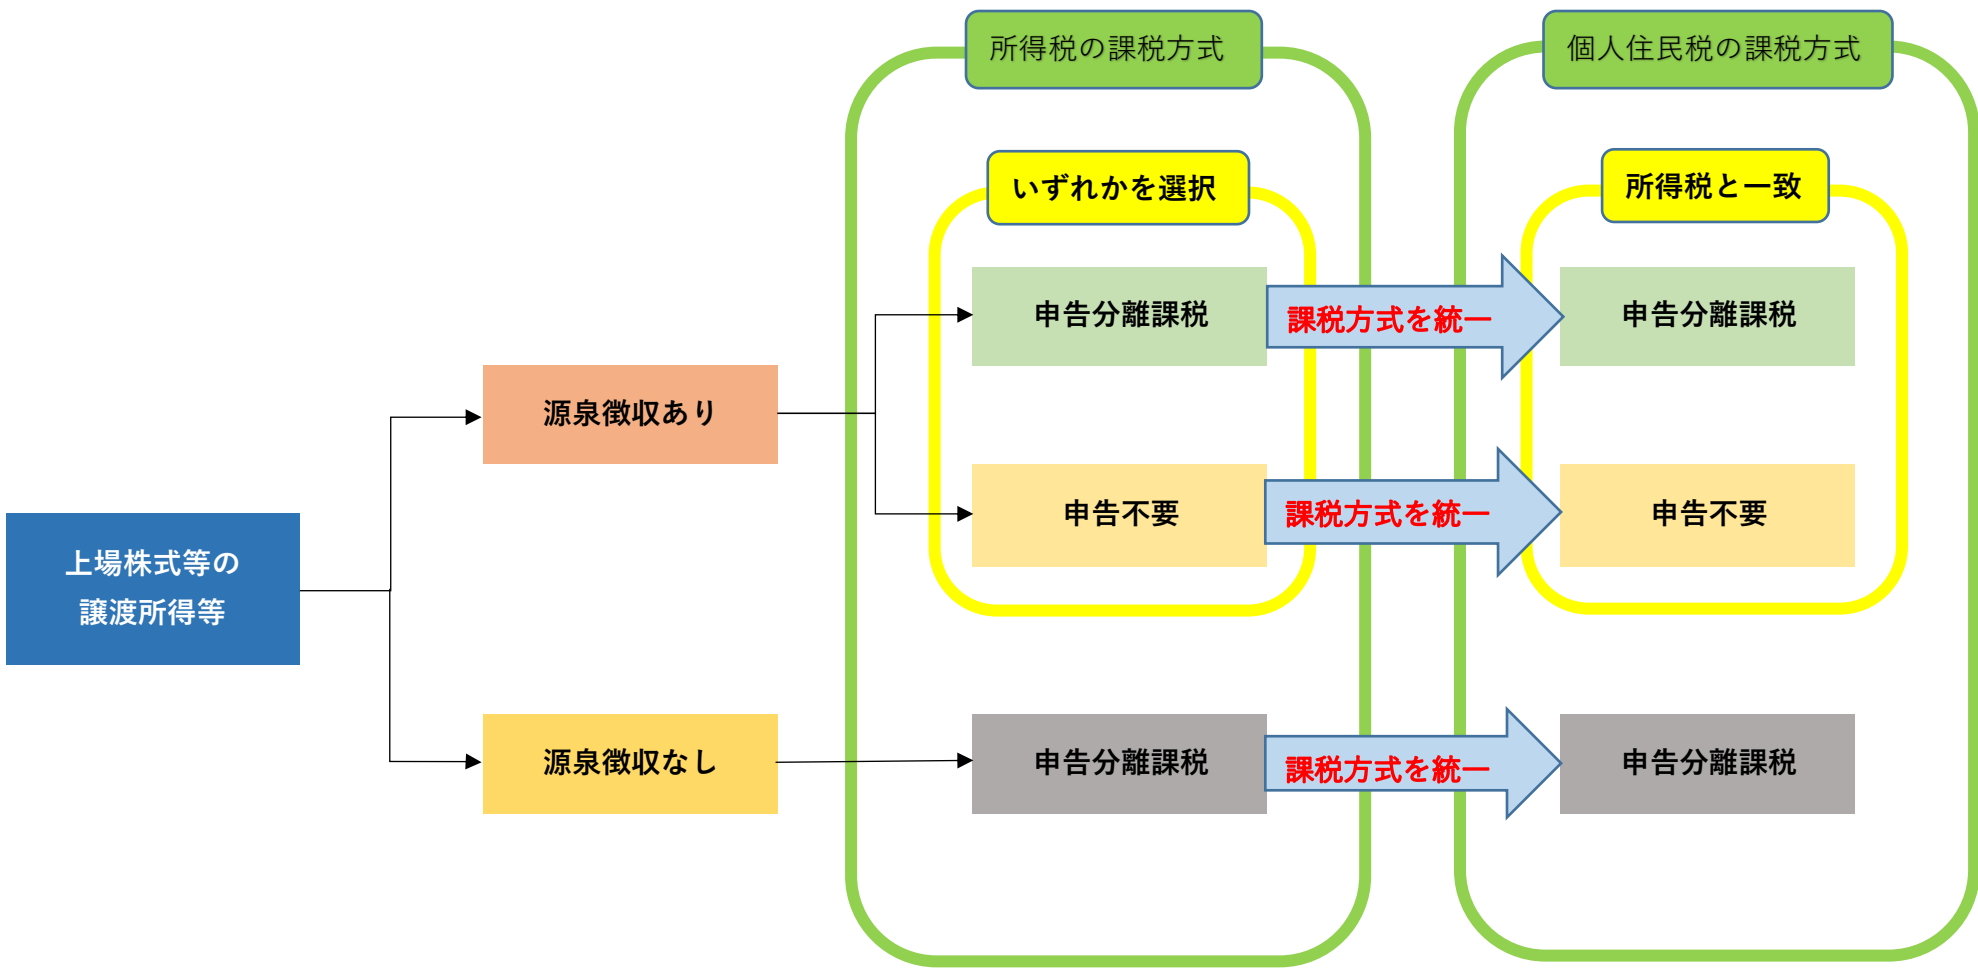 所得税の課税方式
個人住民税の課税方式
いずれかを選択
所得税と一致
申告分離課税
課税方式を統一
申告分離課税
源泉徴収あり
申告不要
課税方式を統一
申告不要
上場株式等の
譲渡所得等
源泉徴収なし
申告分離課税
課税方式を統一
申告分離課税